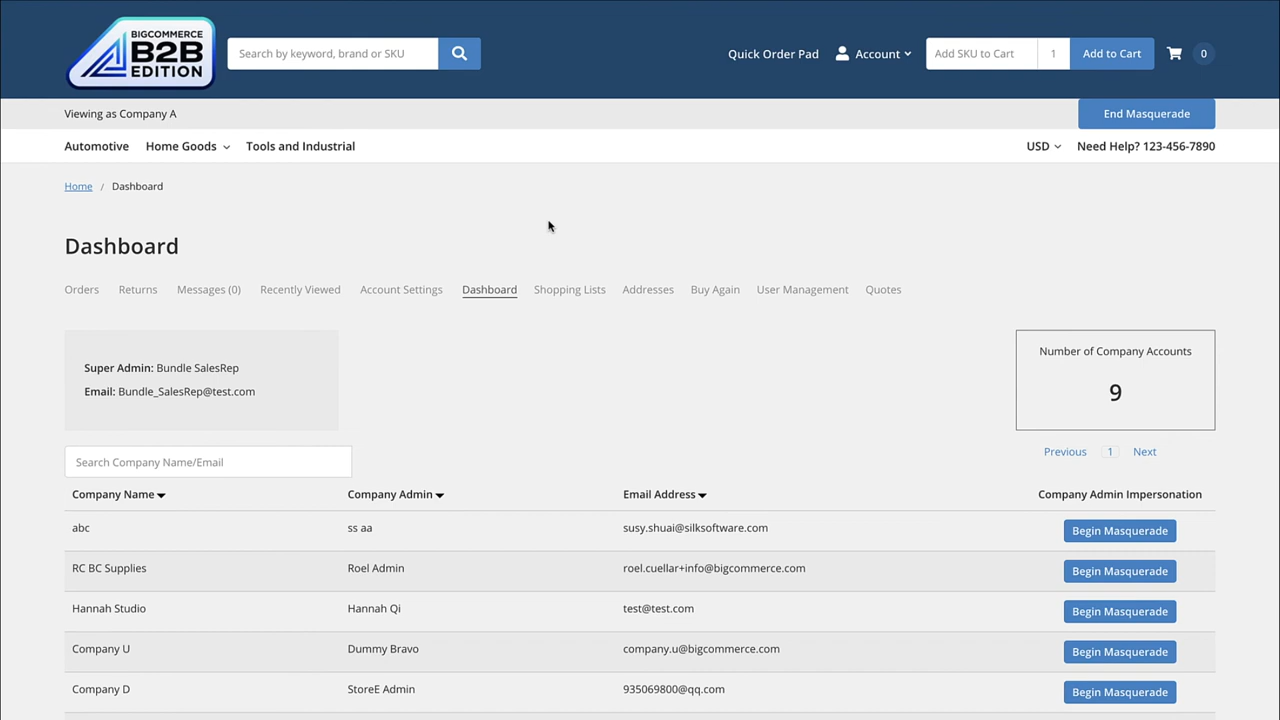 BIGCOMMERCE
B2B
EDITION
Search by keyword, brand or SKU
Quick Order Pad
Account
Add SKU to Cart
1
Add to Cart
0
Viewing as Company A
End Masquerade
Automotive
Home Goods
Tools and Industrial
USD
Need Help? 123-456-7890
Home / Dashboard
Dashboard
Orders
Returns
Messages (0)
Recently Viewed
Account Settings
Dashboard
Shopping Lists
Addresses
Buy Again
User Management
Quotes
Super Admin: Bundle SalesRep
Email: Bundle_SalesRep@test.com
Number of Company Accounts
9
Search Company Name/Email
Previous 1 Next
Company Name Company Admin Email Address Company Admin Impersonation
abc ss aa susy.shuai@silksoftware.com Begin Masquerade
RC BC Supplies Roel Admin roel.cuellar+info@bigcommerce.com Begin Masquerade
Hannah Studio Hannah Qi test@test.com Begin Masquerade
Company U Dummy Bravo company.u@bigcommerce.com Begin Masquerade
Company D StoreE Admin 935069800@qq.com Begin Masquerade